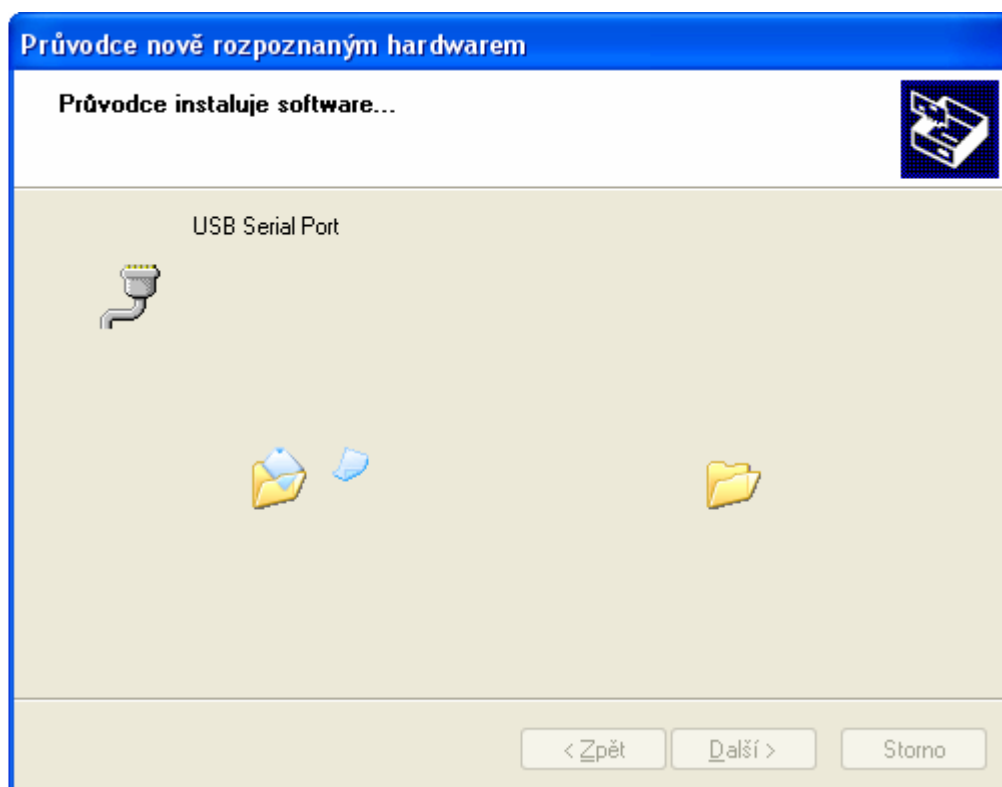 Průvodce nově rozpoznaným hardwarem
Průvodce instaluje software...
USB Serial Port
< Zpět
Další >
Storno